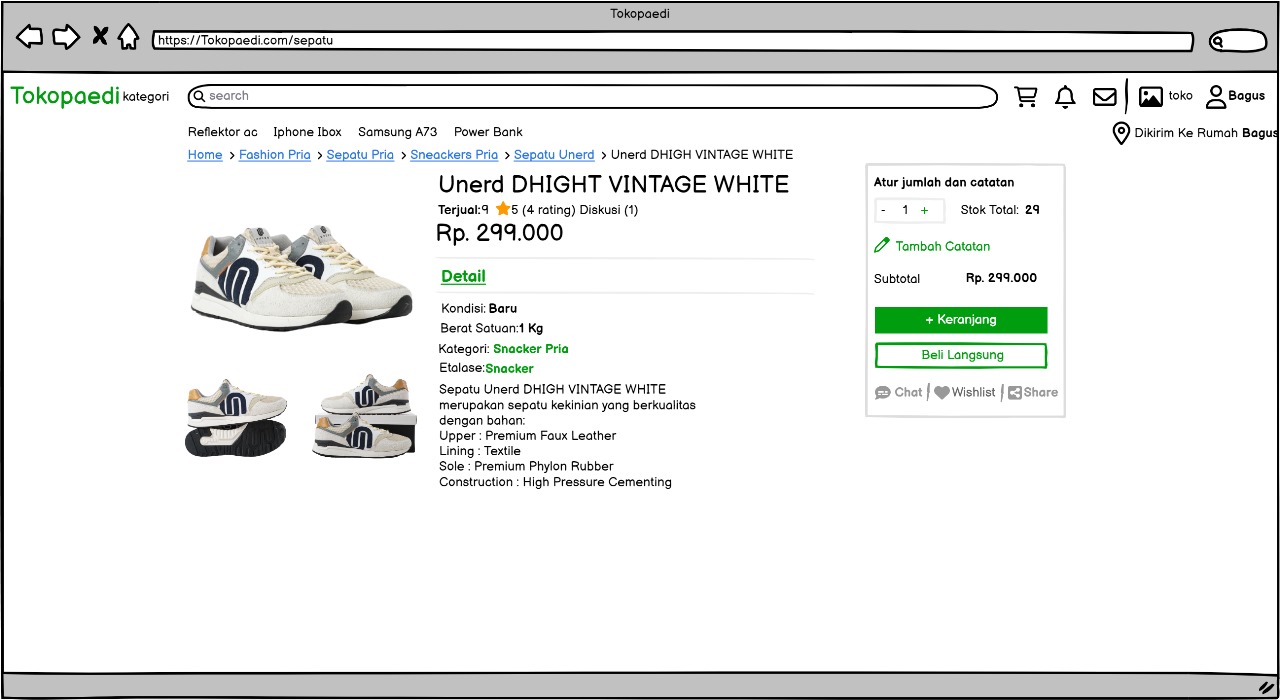 Tokopaedi
https://Tokopaedi.com/sepatu
Tokopaedi kategori search toko Bagus
Reflektor ac Iphone Ibox Samsung A73 Power Bank Dikirim Ke Rumah Bagus
Home > Fashion Pria > Sepatu Pria > Sneackers Pria > Sepatu Unerd > Unerd DHIGH VINTAGE WHITE
Unerd DHIGHT VINTAGE WHITE
Terjual:9 5 (4 rating) Diskusi (1)
Rp. 299.000
Detail
Kondisi: Baru
Berat Satuan:1 Kg
Kategori: Snacker Pria
Etalase:Snacker
Sepatu Unerd DHIGH VINTAGE WHITE
merupakan sepatu kekinian yang berkualitas
dengan bahan:
Upper : Premium Faux Leather
Lining : Textile
Sole : Premium Phylon Rubber
Construction : High Pressure Cementing
Atur jumlah dan catatan
- 1 + Stok Total: 29
Tambah Catatan
Subtotal Rp. 299.000
+ Keranjang
Beli Langsung
Chat Wishlist Share